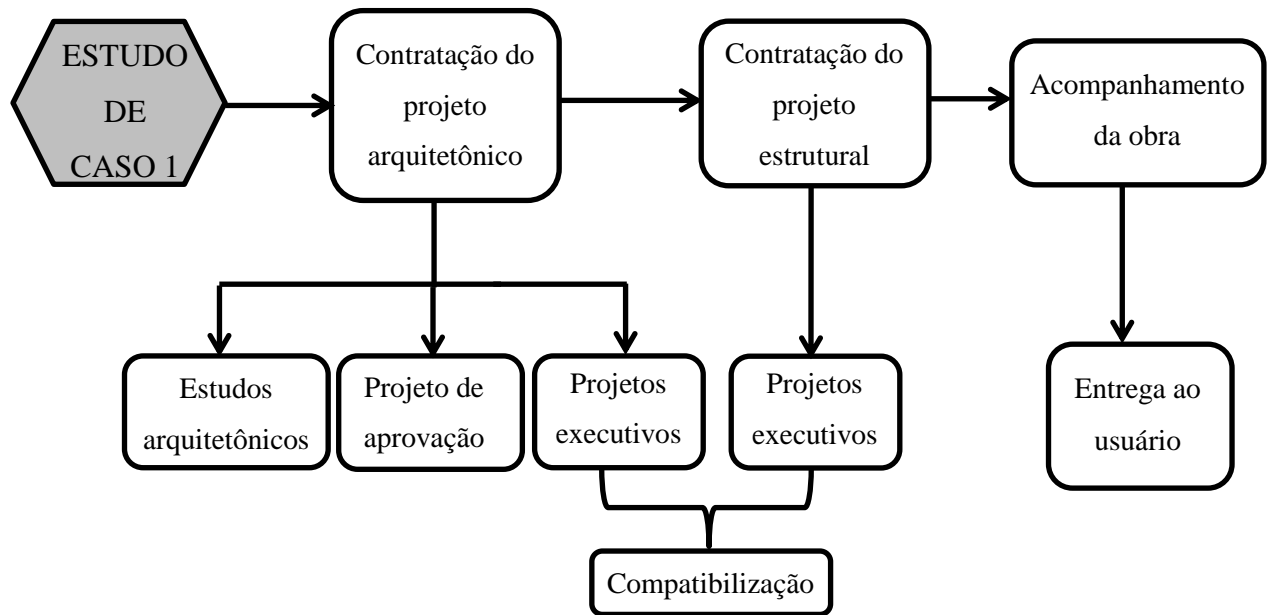 ESTUDO
DE
CASO 1
Contratação do
projeto
arquitetônico
Contratação do
projeto
estrutural
Acompanhamento
da obra
Estudos
arquitetônicos
Projeto de
aprovação
Projetos
executivos
Projetos
executivos
Entrega ao
usuário
Compatibilização